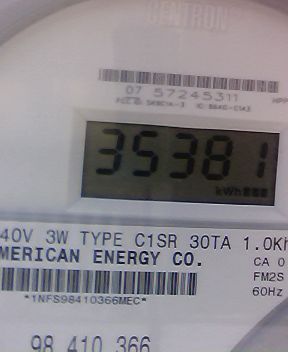 CENTRON
07 57245311
35381
kWh
40V 3W TYPE C1SR 30TA 1.0Kh
MERICAN ENERGY CO.
CA 0
FM2S
60Hz
*1NFS98410366MEC*
98 410 366